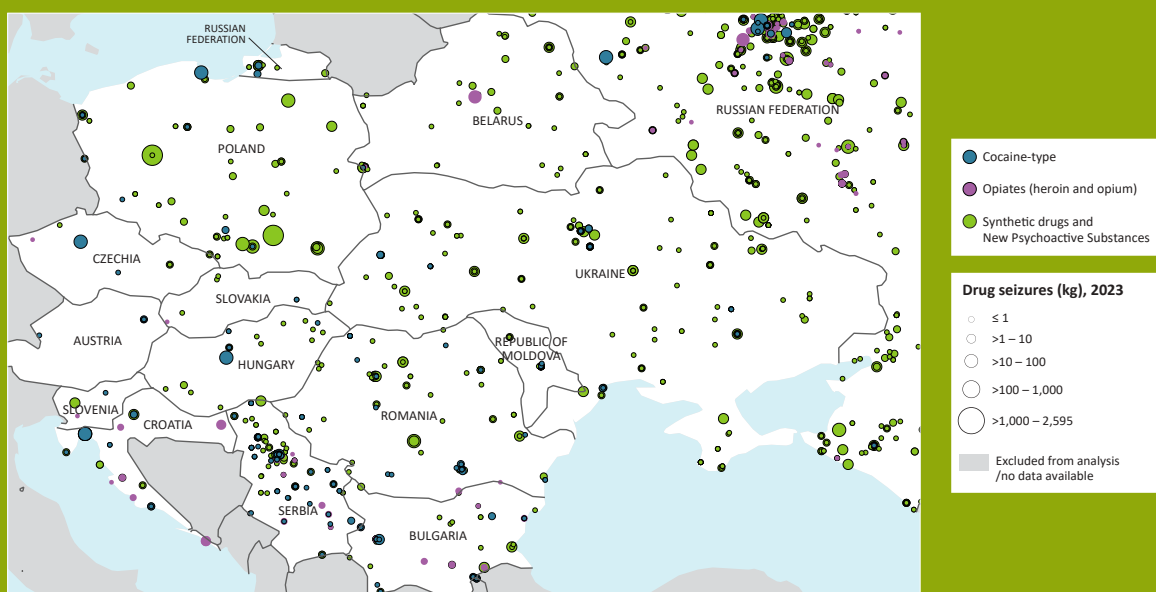 RUSSIAN
FEDERATION
BELARUS
RUSSIAN FEDERATION
POLAND
CZECHIA
UKRAINE
SLOVAKIA
AUSTRIA
REPUBLIC OF
MOLDOVA
HUNGARY
SLOVENIA
CROATIA
ROMANIA
SERBIA
BULGARIA
Cocaine-type
Opiates (heroin and opium)
Synthetic drugs and
New Psychoactive Substances
Drug seizures (kg), 2023
≤ 1
>1 – 10
>10 – 100
>100 – 1,000
>1,000 – 2,595
Excluded from analysis
/no data available